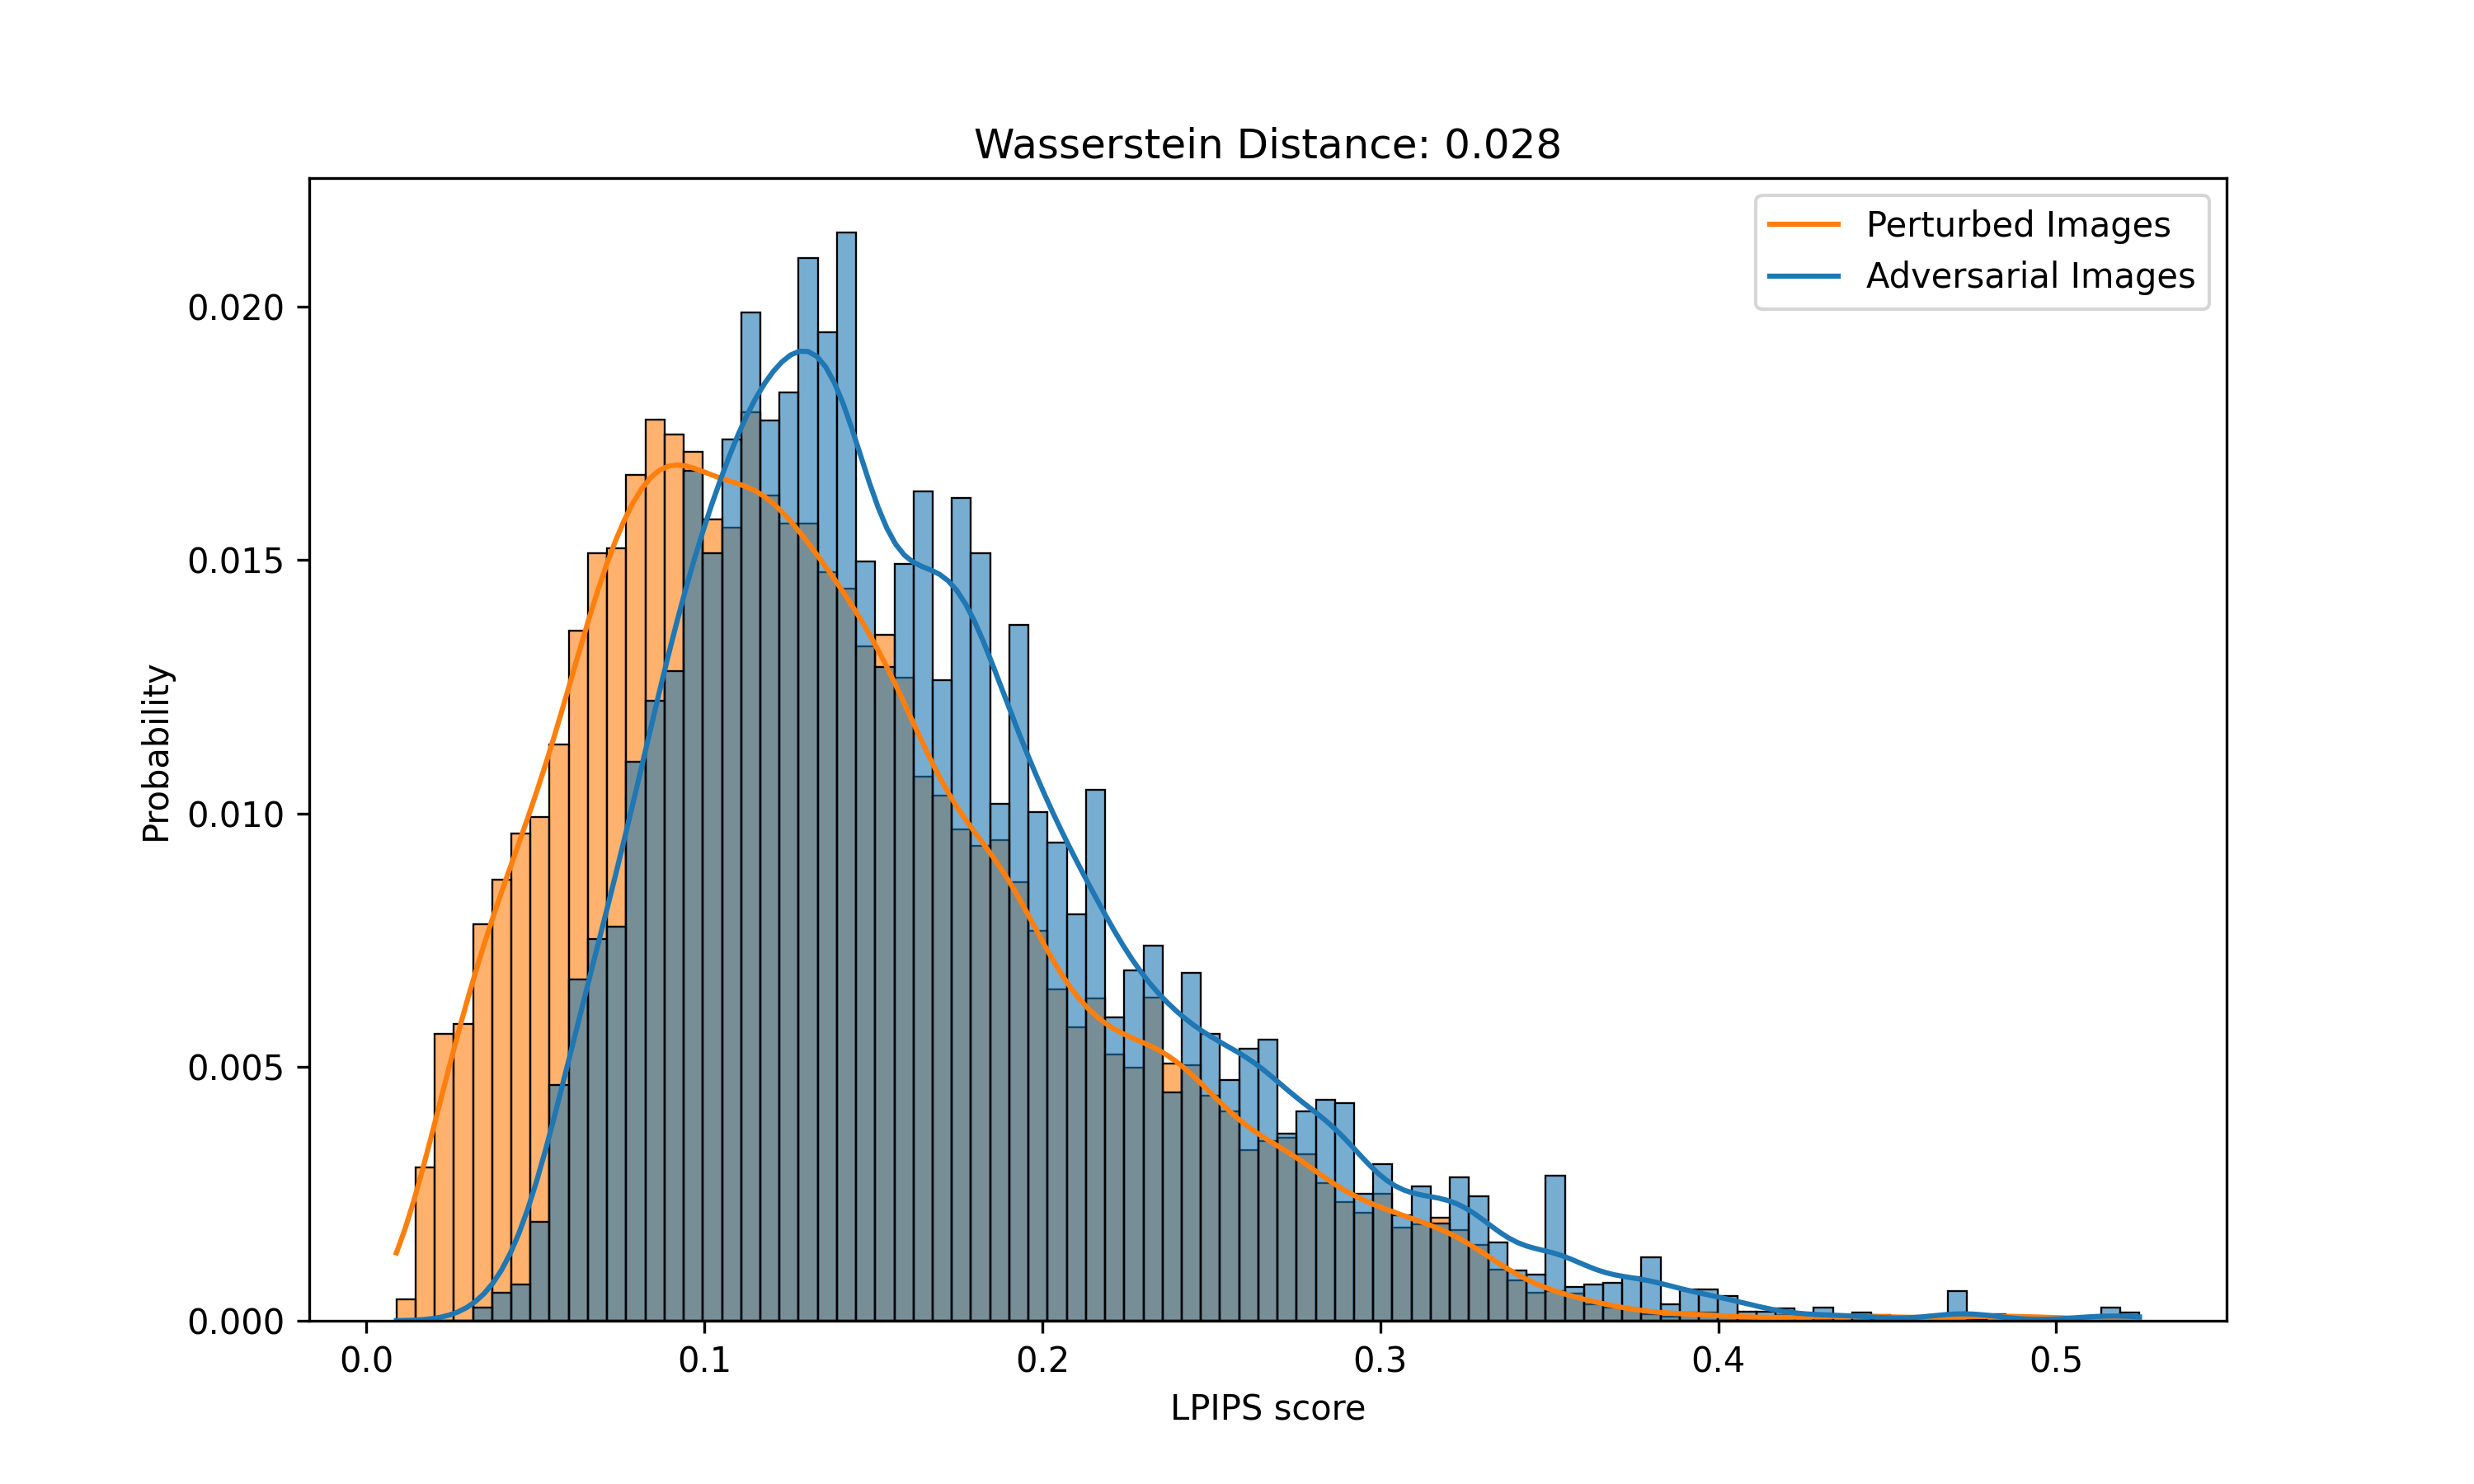 Wasserstein Distance: 0.028
Perturbed Images
Adversarial Images
Probability
0.020
0.015
0.010
0.005
0.000
0.0 0.1 0.2 0.3 0.4 0.5
LPIPS score